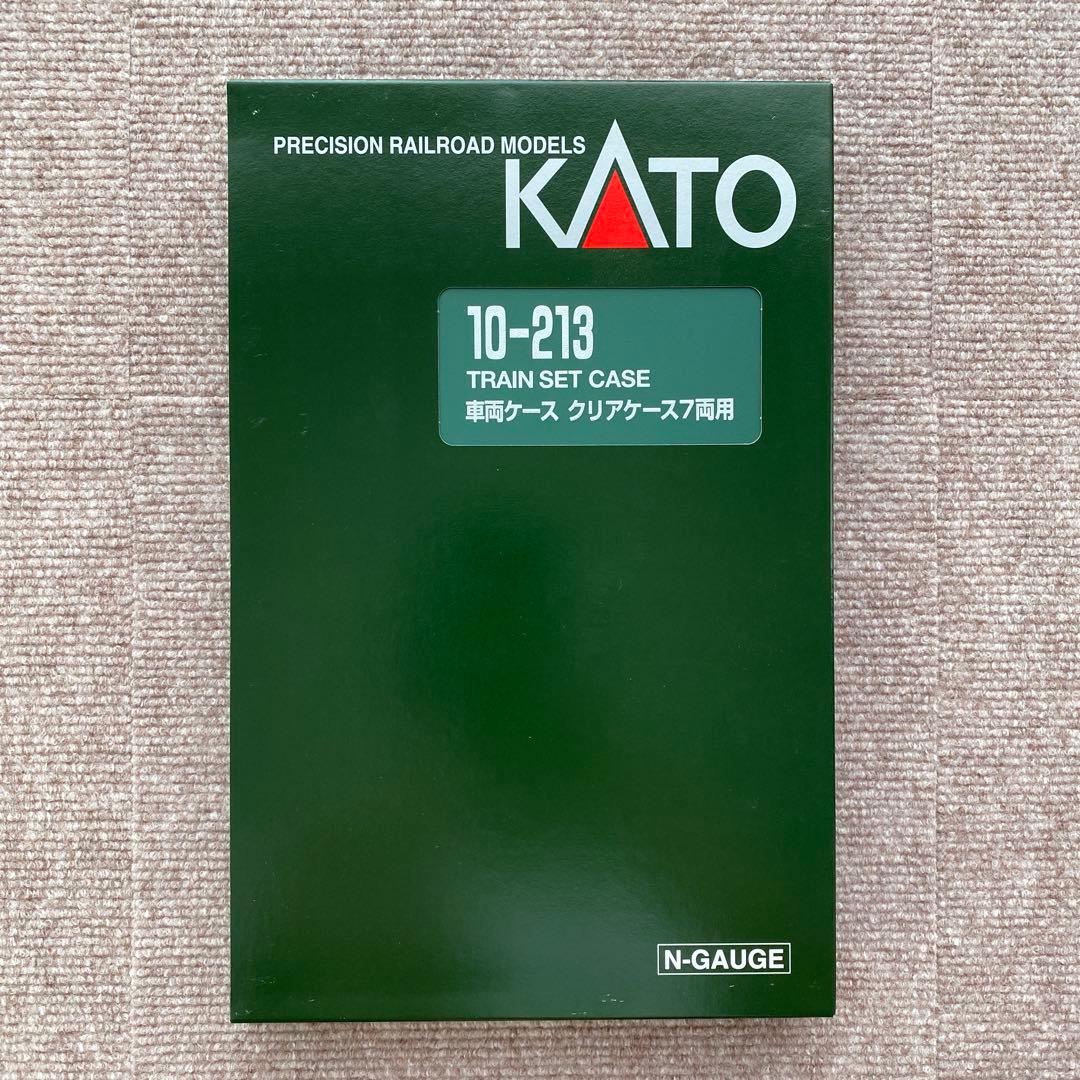 PRECISION RAILROAD MODELS
KATO
10-213
TRAIN SET CASE
車両ケース クリアケース7両用
N-GAUGE